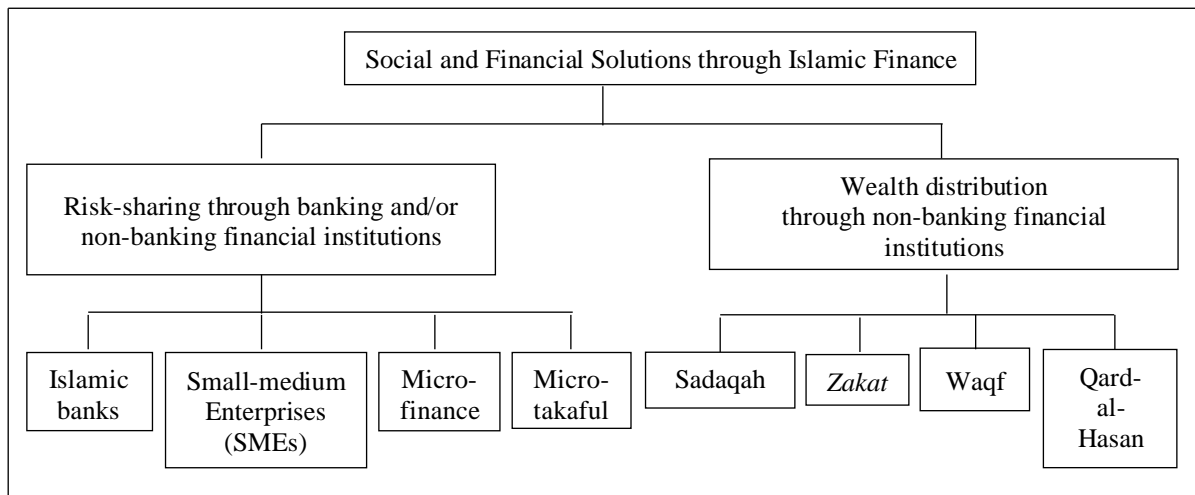 Social and Financial Solutions through Islamic Finance
Risk-sharing through banking and/or
non-banking financial institutions
Wealth distribution
through non-banking financial
institutions
Islamic
banks
Small-medium
Enterprises
(SMEs)
Micro-
finance
Micro-
takaful
Sadaqah
Zakat
Waqf
Qard-
al-
Hasan